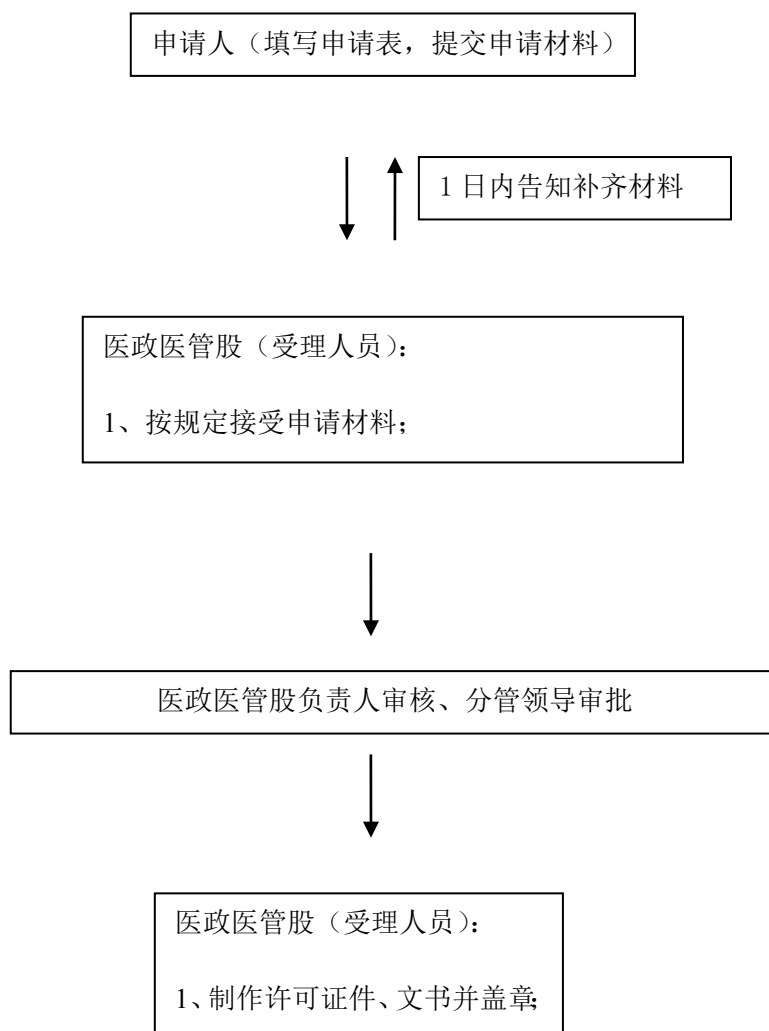 申请人（填写申请表，提交申请材料）
1 日内告知补齐材料
医政医管股（受理人员）：
1、按规定接受申请材料；
医政医管股负责人审核、分管领导审批
医政医管股（受理人员）：
1、制作许可证件、文书并盖章；